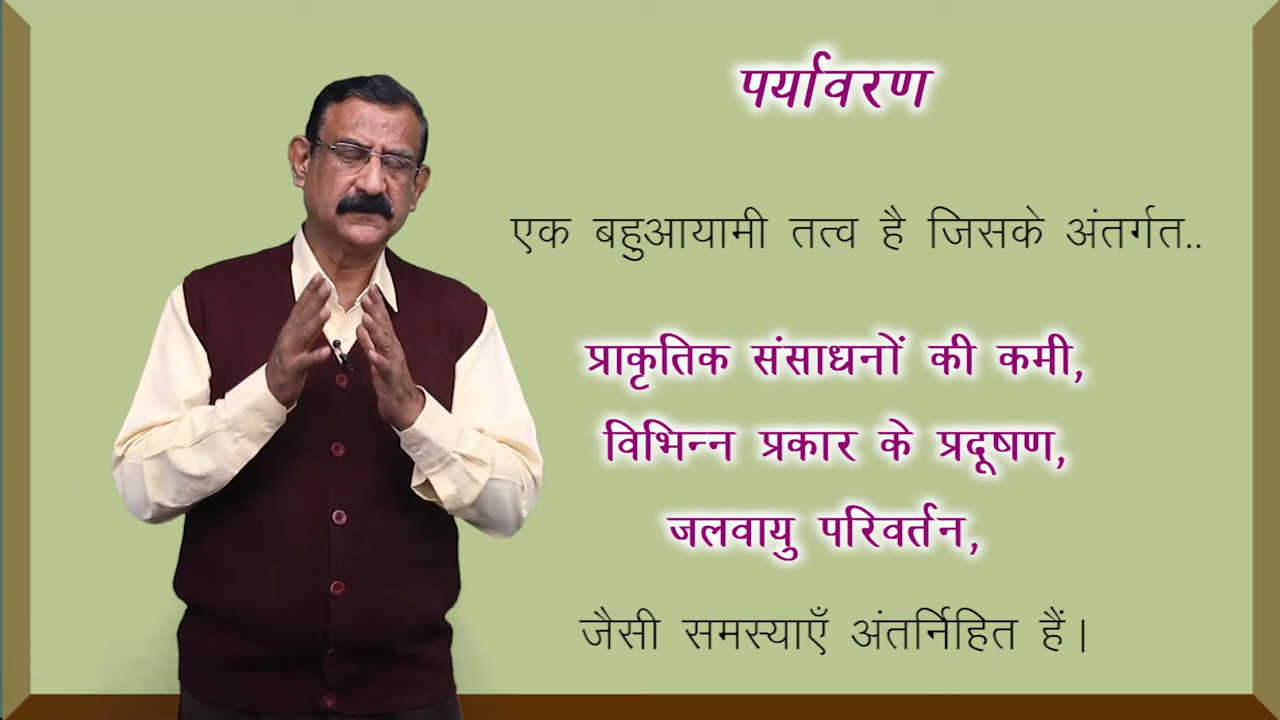 पर्यावरण
एक बहुआयामी तत्व है जिसके अंतर्गत..
प्राकृतिक संसाधनों की कमी,
विभिन्न प्रकार के प्रदूषण,
जलवायु परिवर्तन,
जैसी समस्याएँ अंतर्निहित हैं।